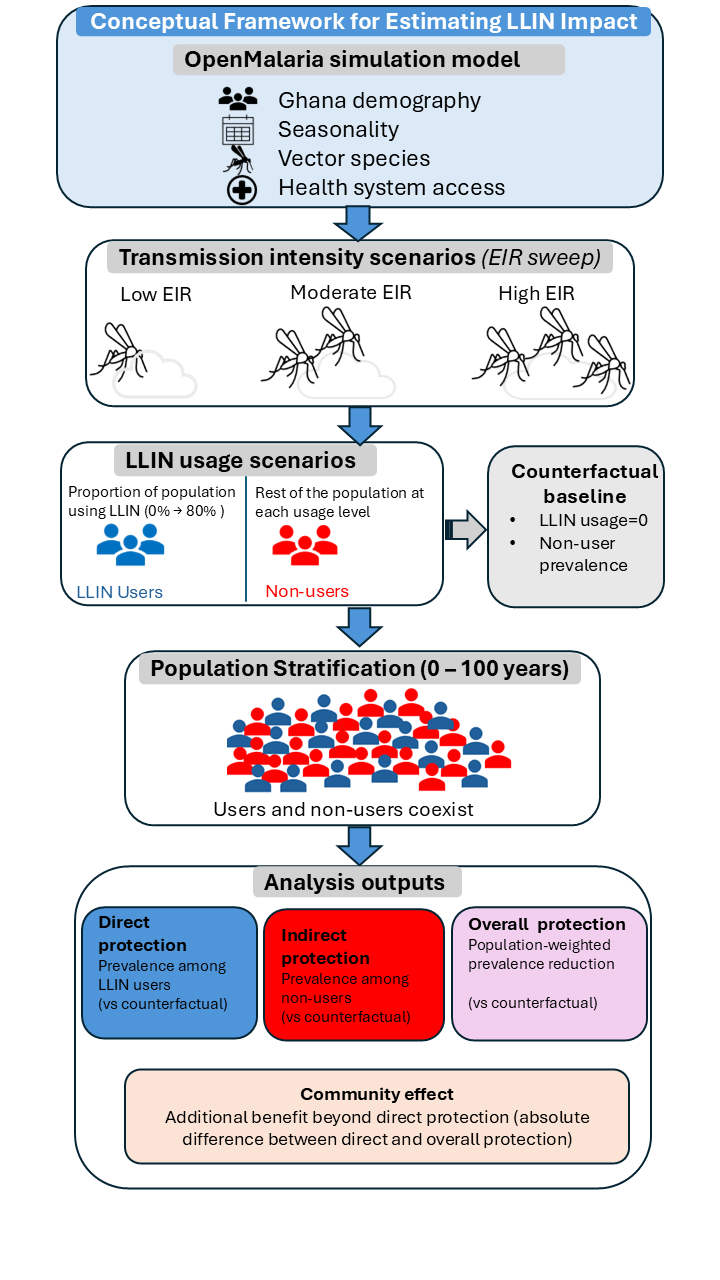 Conceptual Framework for Estimating LLIN Impact
OpenMalaria simulation model
Ghana demography
Seasonality
Vector species
Health system access
Transmission intensity scenarios (EIR sweep)
Low EIR
Moderate EIR
High EIR
LLIN usage scenarios
Proportion of population
using LLIN (0% → 80% )
LLIN Users
Rest of the population at
each usage level
Non-users
Counterfactual
baseline
• LLIN usage=0
• Non-user
prevalence
Population Stratification (0 – 100 years)
Users and non-users coexist
Analysis outputs
Direct
protection
Prevalence among
LLIN users
(vs counterfactual)
Indirect
protection
Prevalence among
non-users
(vs counterfactual)
Overall protection
Population-weighted
prevalence reduction
(vs counterfactual)
Community effect
Additional benefit beyond direct protection (absolute
difference between direct and overall protection)